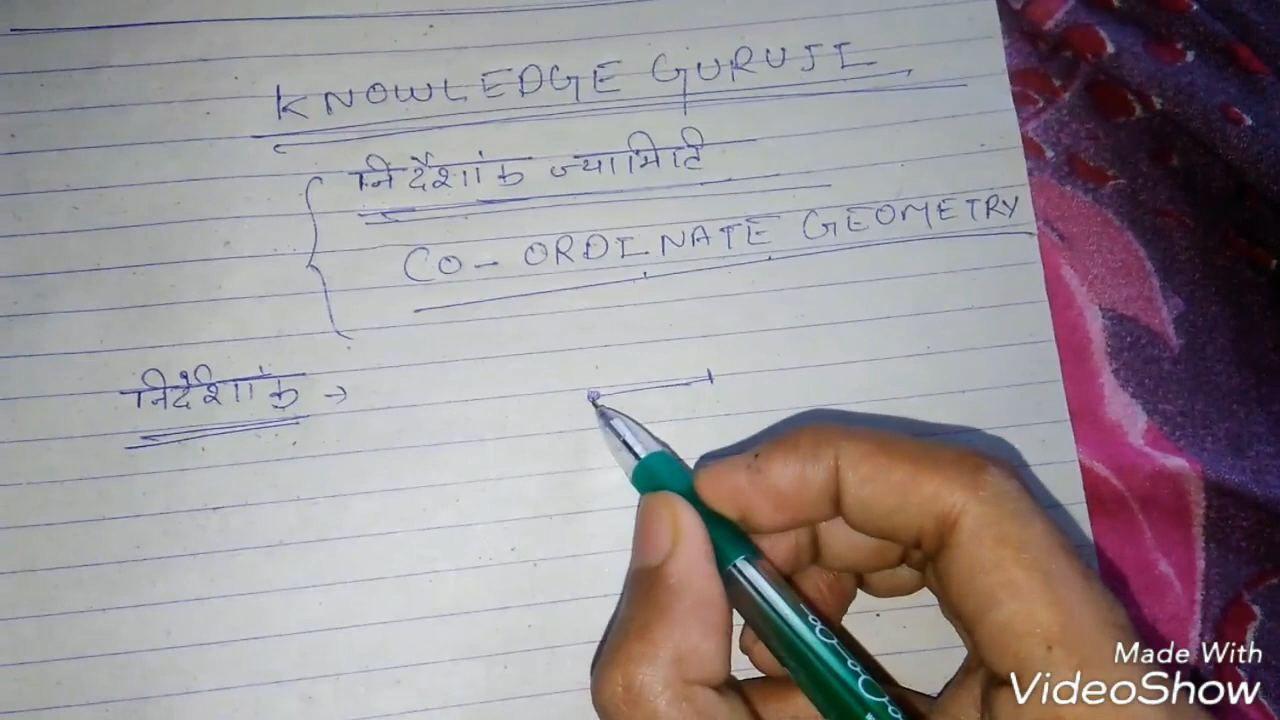 KNOWLEDGE GURUJI
निर्देशांक ज्यामिति
CO-ORDINATE GEOMETRY
निर्देशांक →
Made With
VideoShow